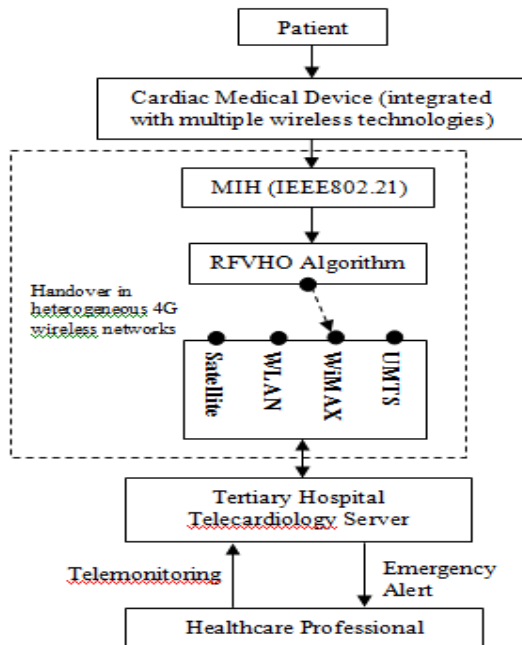 Patient
Cardiac Medical Device (integrated
with multiple wireless technologies)
MIH (IEEE802.21)
RFVHO Algorithm
Handover in
heterogeneous 4G
wireless networks
Satellite
WLAN
WiMAX
UMTS
Tertiary Hospital
Telecardiology Server
Telemonitoring
Emergency
Alert
Healthcare Professional